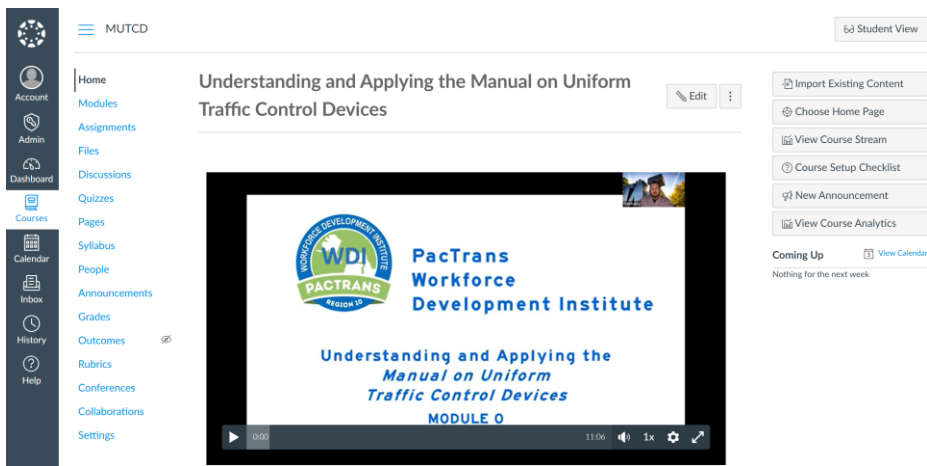 MUTCD
Student View
Account
Admin
Dashboard
Courses
Calendar
Inbox
History
Help
Home
Modules
Assignments
Files
Discussions
Quizzes
Pages
Syllabus
People
Announcements
Grades
Outcomes
Rubrics
Conferences
Collaborations
Settings
Understanding and Applying the Manual on Uniform
Traffic Control Devices
Edit
WORKFORCE DEVELOPMENT INSTITUTE
WDI
PACTRANS
REGION 10
PacTrans
Workforce
Development Institute
Understanding and Applying the
Manual on Uniform
Traffic Control Devices
MODULE 0
0:00
11:06
1x
Import Existing Content
Choose Home Page
View Course Stream
Course Setup Checklist
New Announcement
View Course Analytics
Coming Up
3
View Calendar
Nothing for the next week